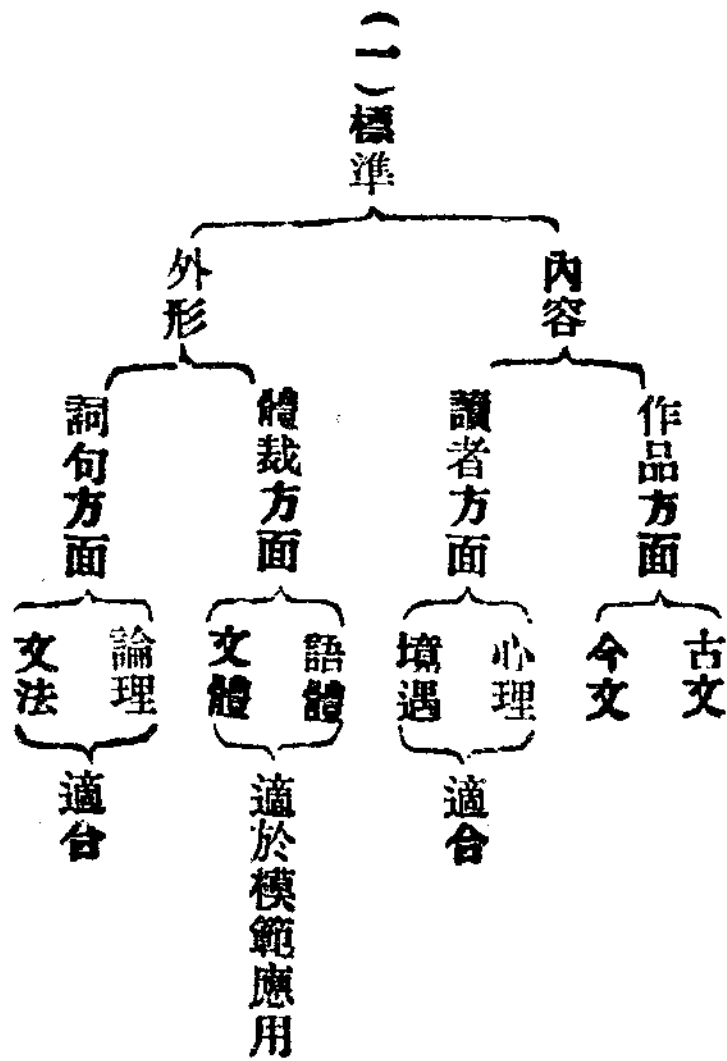 (一)標準
內容
作品方面
古文
今文
讀者方面
心理
境遇
適合
外形
體裁方面
語體
文體
適於模範應用
詞句方面
論理
文法
適合